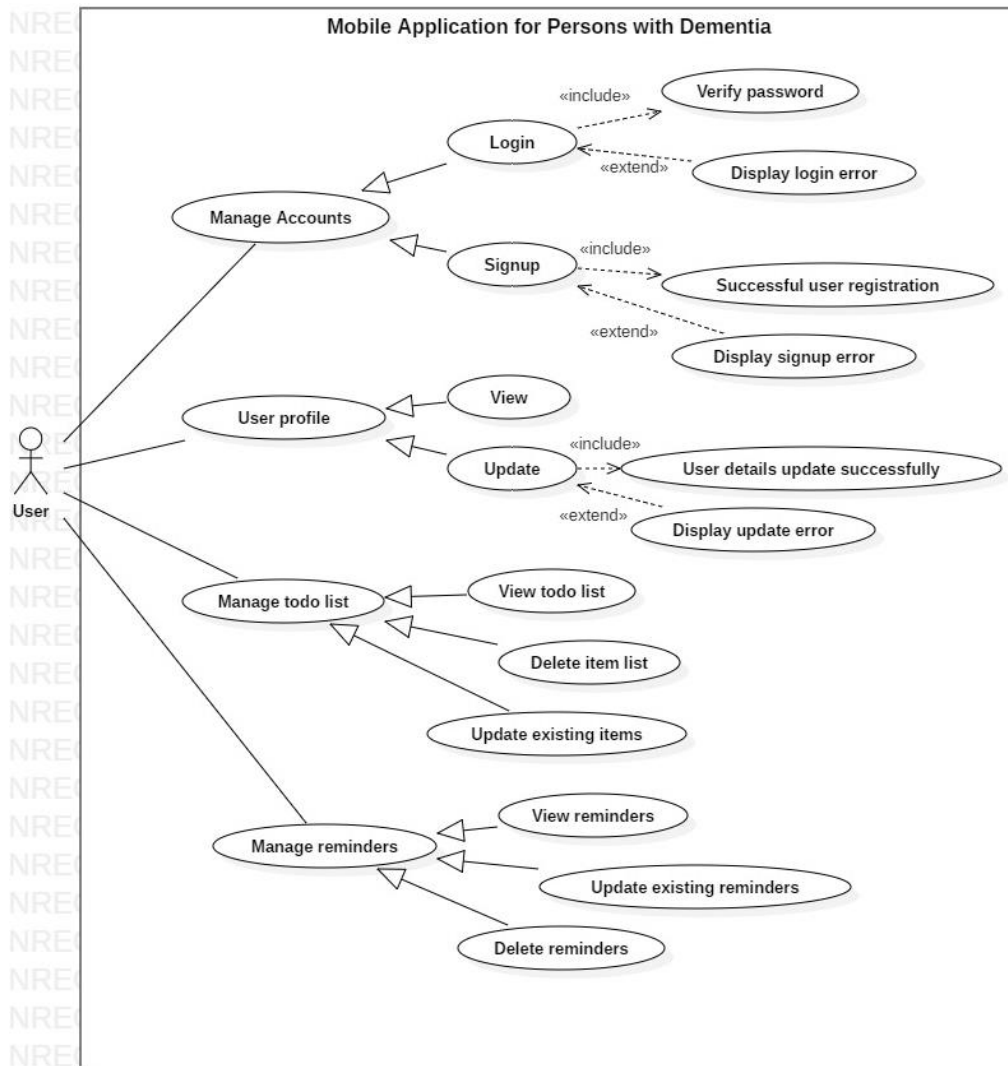 Mobile Application for Persons with Dementia
«include»
Verify password
Login
«extend»
Display login error
Manage Accounts
«include»
Signup
Successful user registration
«extend»
Display signup error
View
User profile
«include»
Update
User details update successfully
User
«extend»
Display update error
View todo list
Manage todo list
Delete item list
Update existing items
View reminders
Manage reminders
Update existing reminders
Delete reminders